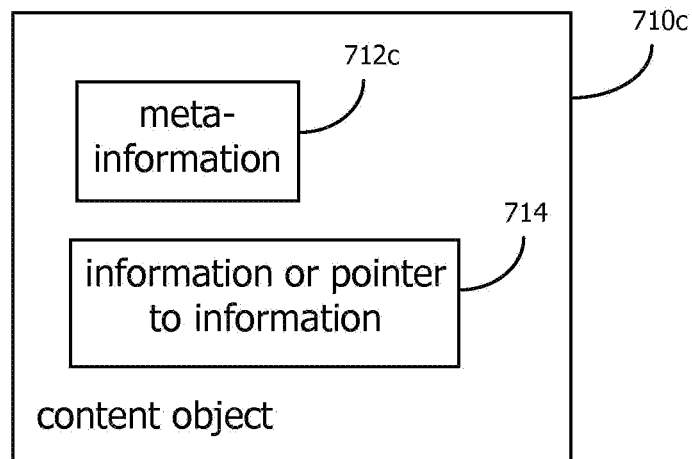 710c
712c
meta-
information
714
information or pointer
to information
content object